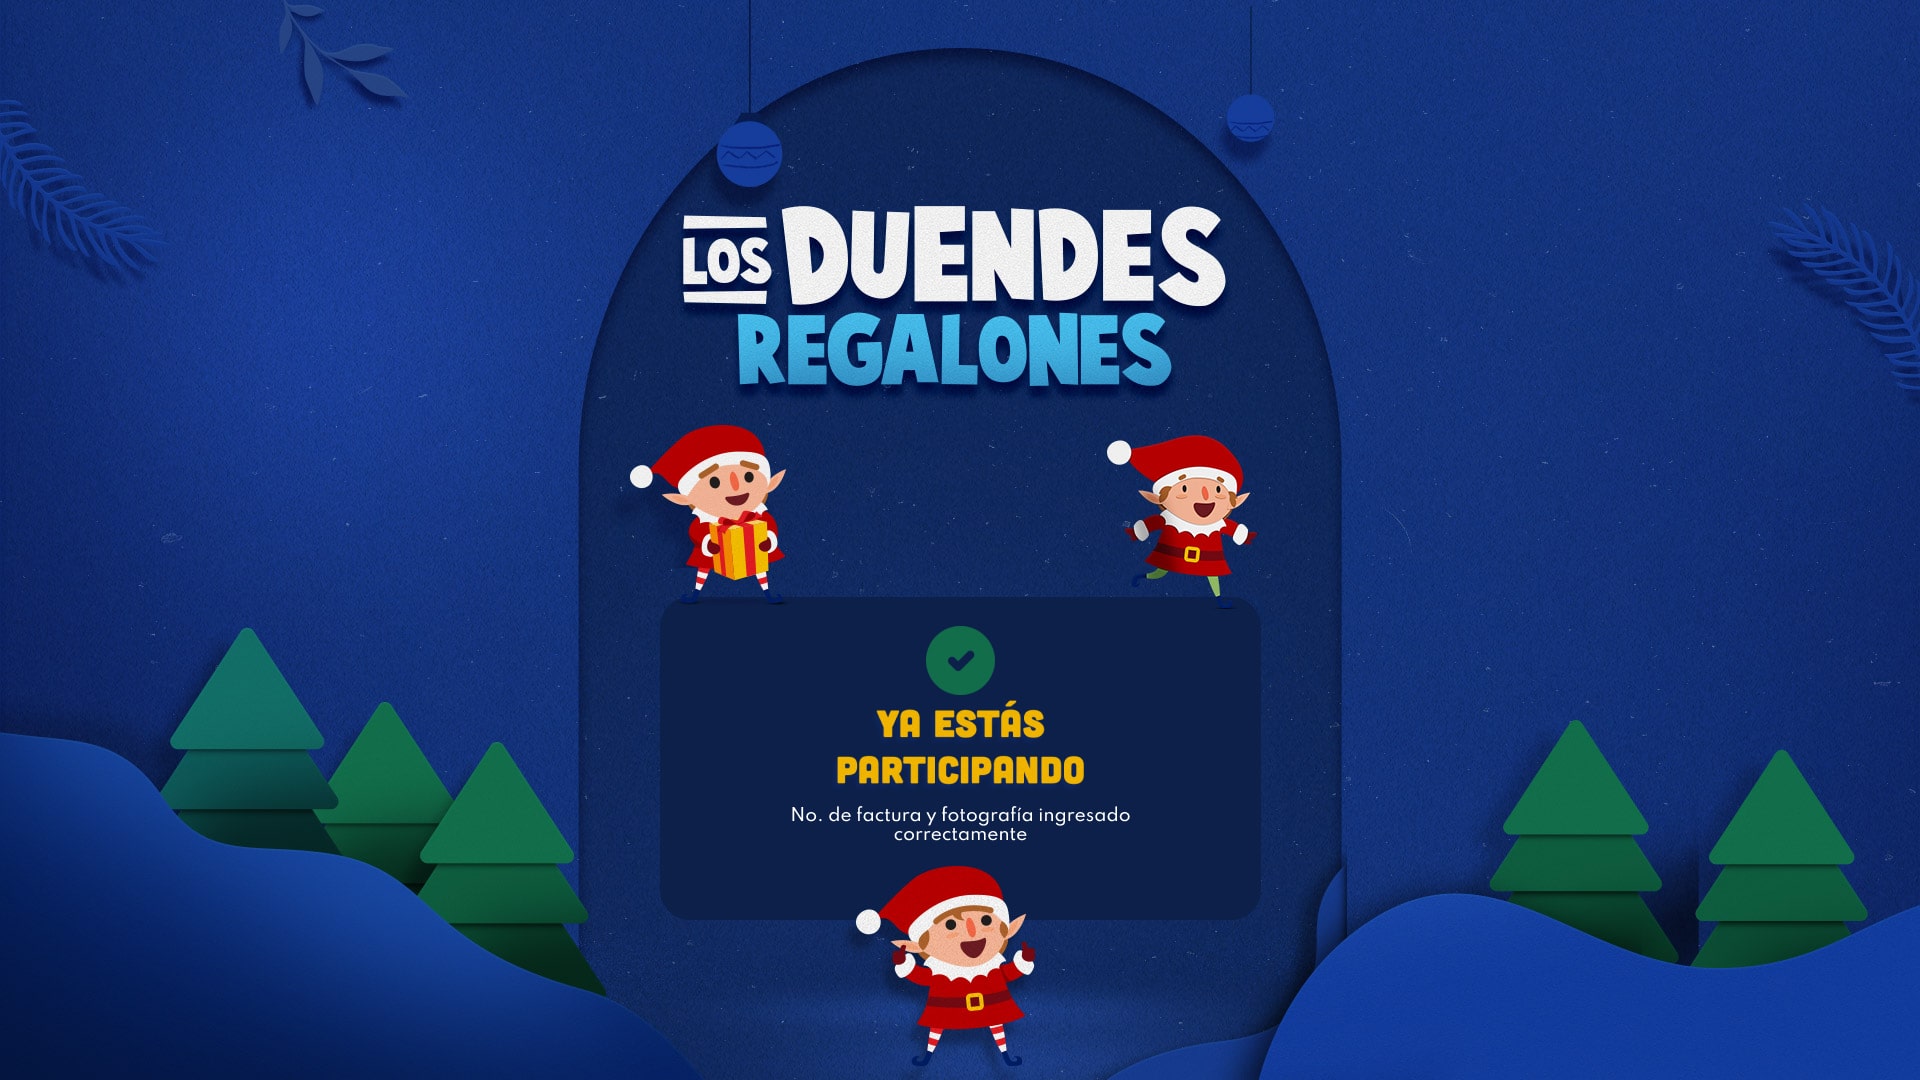 LOS DUENDES
REGALONES
YA ESTÁS
PARTICIPANDO
No. de factura y fotografía ingresado
correctamente